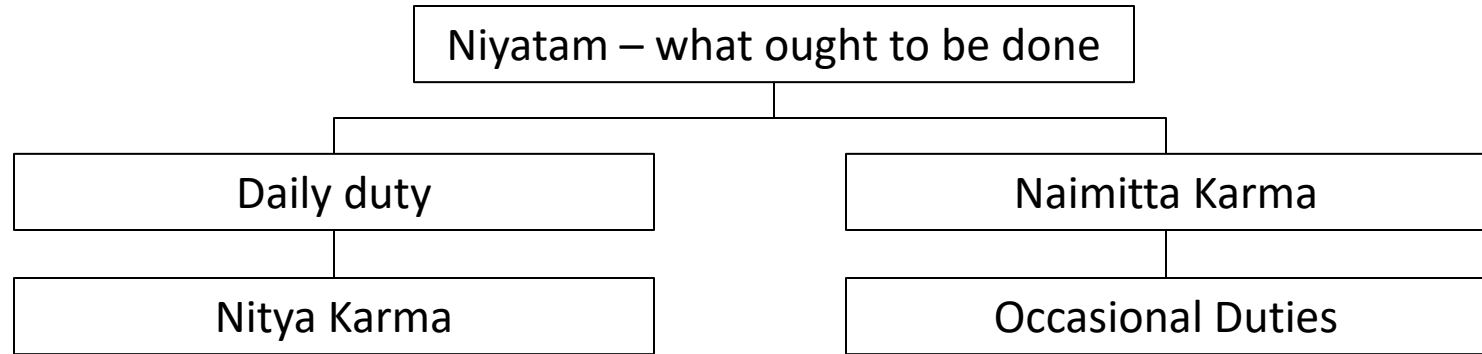 Niyatam – what ought to be done
Daily duty
Naimitta Karma
Nitya Karma
Occasional Duties